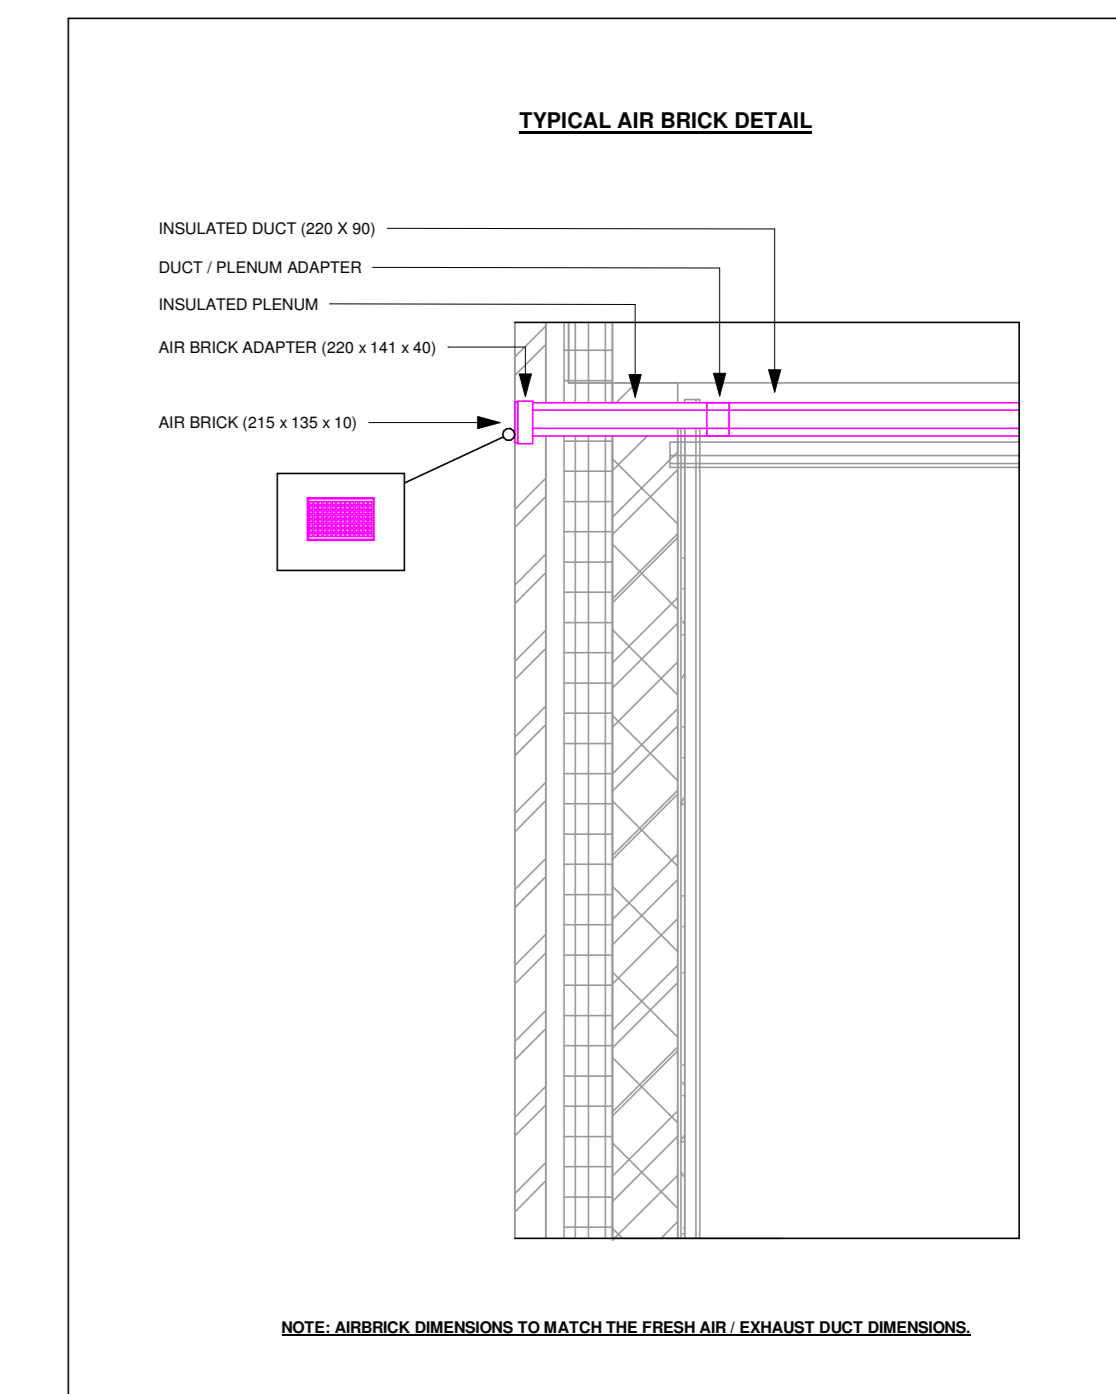 TYPICAL AIR BRICK DETAIL
INSULATED DUCT (220 X 90)
DUCT / PLENUM ADAPTER
INSULATED PLENUM
AIR BRICK ADAPTER (220 x 141 x 40)
AIR BRICK (215 x 135 x 10)
NOTE: AIRBRICK DIMENSIONS TO MATCH THE FRESH AIR / EXHAUST DUCT DIMENSIONS.